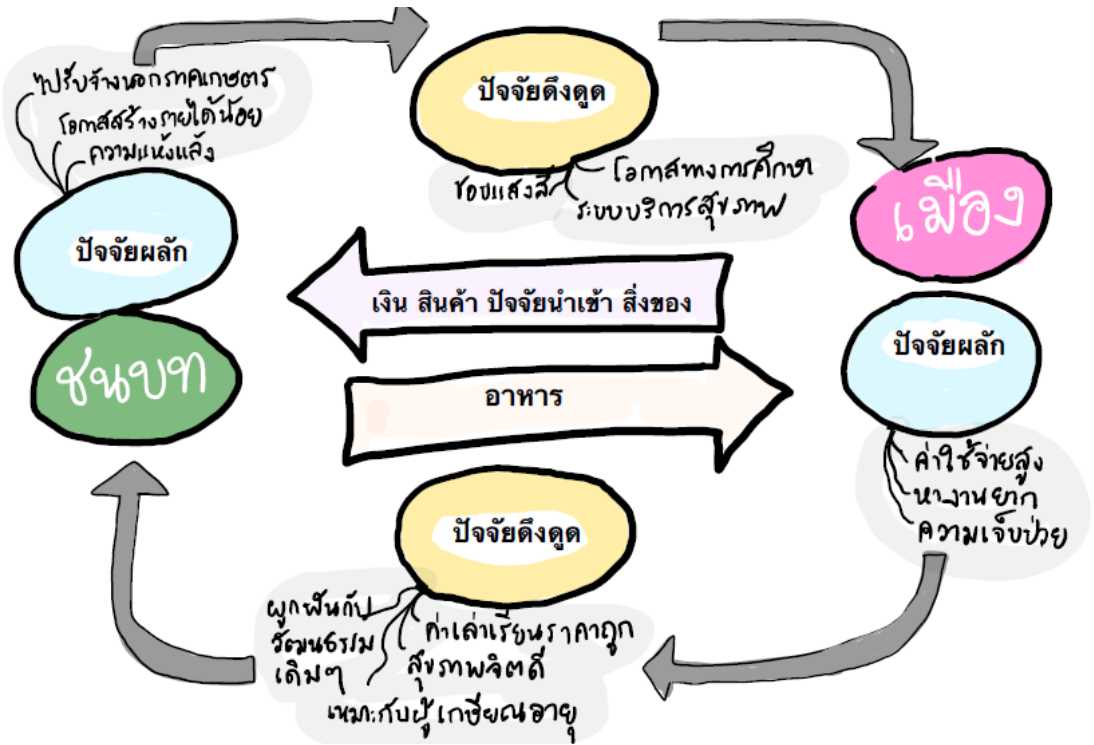 ไปรับจ้างนอกภาคเกษตร
โอกาสสร้างรายได้น้อย
ความแห้งแล้ง
ปัจจัยผลัก
ชนบท
ปัจจัยดึงดูด
ชอบแสงสี
โอกาสทางการศึกษา
ระบบบริการสุขภาพ
เมือง
เงิน สินค้า ปัจจัยนำเข้า สิ่งของ
อาหาร
ปัจจัยผลัก
ค่าใช้จ่ายสูง
หางานยาก
ความเจ็บป่วย
ปัจจัยดึงดูด
ผูกพันกับ
วัฒนธรรม
เดิมๆ
ค่าเล่าเรียนราคาถูก
สุขภาพจิตดี
เหมาะกับผู้เกษียณอายุ